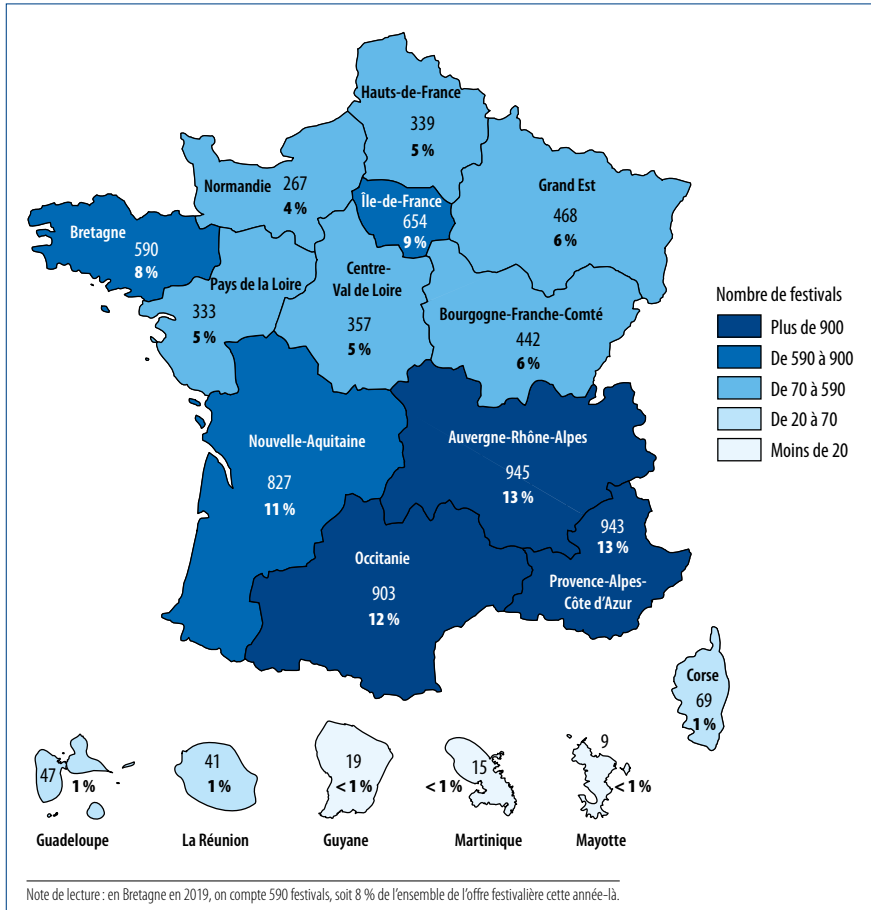 Hauts-de-France
339
5 %
Normandie
267
4 %
Île-de-France
654
9 %
Grand Est
468
6 %
Bretagne
590
8 %
Pays de la Loire
333
5 %
Centre-
Val de Loire
357
5 %
Bourgogne-Franche-Comté
442
6 %
Nombre de festivals
Plus de 900
De 590 à 900
De 70 à 590
De 20 à 70
Moins de 20
Nouvelle-Aquitaine
827
11 %
Auvergne-Rhône-Alpes
945
13 %
943
13 %
Provence-Alpes-
Côte d'Azur
Occitanie
903
12 %
Corse
69
1 %
47
1 %
Guadeloupe
41
1 %
La Réunion
19
< 1 %
Guyane
15
< 1 %
Martinique
9
< 1 %
Mayotte
Note de lecture : en Bretagne en 2019, on compte 590 festivals, soit 8 % de l'ensemble de l'offre festivalière cette année-là.